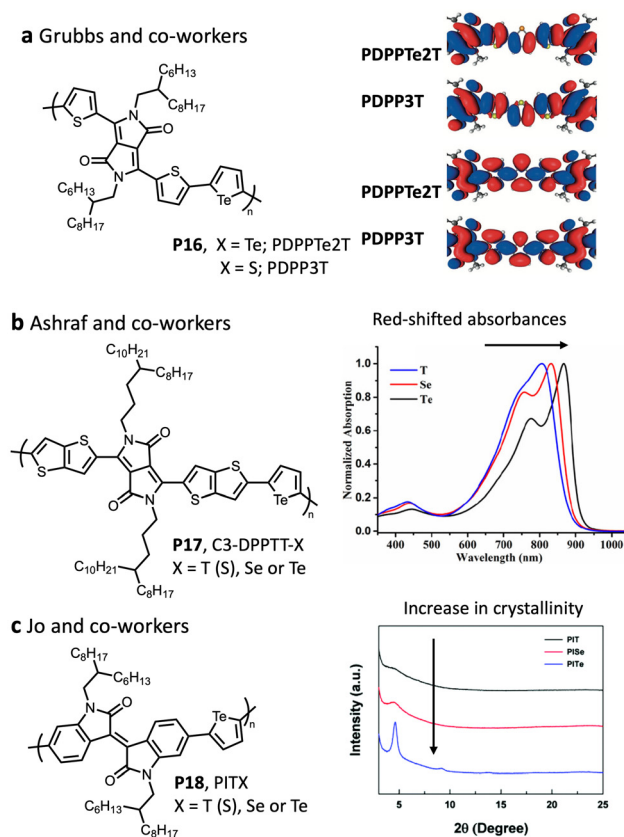 a Grubbs and co-workers
C6H13
C8H17
S
N
O
O
N
S
S
Te
n
C6H13
C8H17
P16, X = Te; PDPPTe2T
X = S; PDPP3T
PDPPTe2T
PDPP3T
PDPPTe2T
PDPP3T
b Ashraf and co-workers
C10H21
C8H17
N
O
S
S
S
S
Te
n
O
N
C10H21
C8H17
P17, C3-DPPTT-X
X = T (S), Se or Te
Red-shifted absorbances
T
Se
Te
Normalized Absorption
1.0
0.8
0.6
0.4
0.2
0.0
400 500 600 700 800 900 1000
Wavelength (nm)
c Jo and co-workers
C8H17
C6H13
N
O
Te
n
O
N
C6H13
C8H17
P18, PITX
X = T (S), Se or Te
Increase in crystallinity
PIT
PISe
PITe
Intensity (a.u.)
5 10 15 20 25
2θ (Degree)